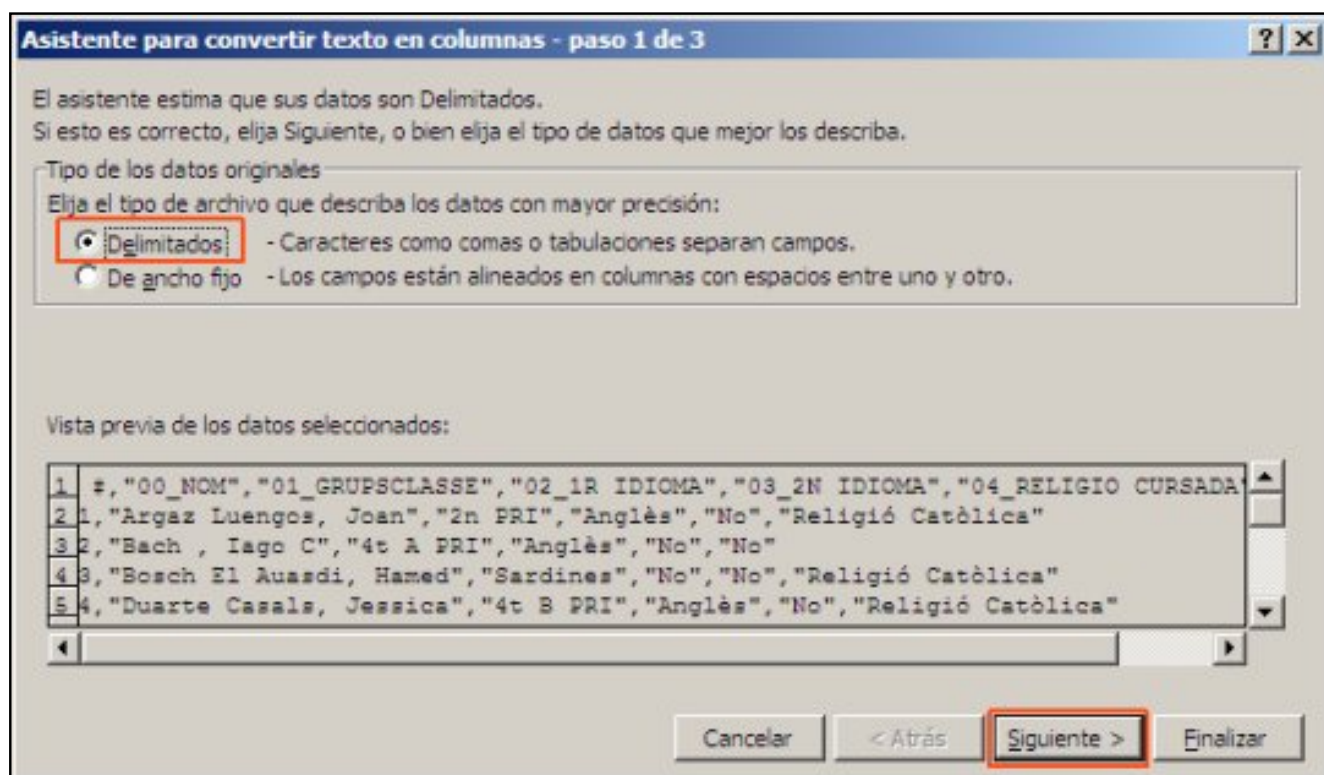 Asistente para convertir texto en columnas - paso 1 de 3
El asistente estima que sus datos son Delimitados.
Si esto es correcto, elija Siguiente, o bien elija el tipo de datos que mejor los describa.
Tipo de los datos originales
Elija el tipo de archivo que describa los datos con mayor precisión:
Delimitados - Caracteres como comas o tabulaciones separan campos.
De ancho fijo - Los campos están alineados en columnas con espacios entre uno y otro.
Vista previa de los datos seleccionados:
1 #,"00_NOM","01_GRUPSCLASSE","02_1R IDIOMA","03_2N IDIOMA","04_RELIGIO CURSADA"
2 1,"Argaz Luengos, Joan","2n PRI","Anglès","No","Religió Catòlica"
3 2,"Bach , Iago C","4t A PRI","Anglès","No","No"
4 3,"Bosch El Auasdi, Hamed","Sardines","No","No","Religió Catòlica"
5 4,"Duarte Casals, Jessica","4t B PRI","Anglès","No","Religió Catòlica"
Cancelar < Atrás Siguiente > Finalizar